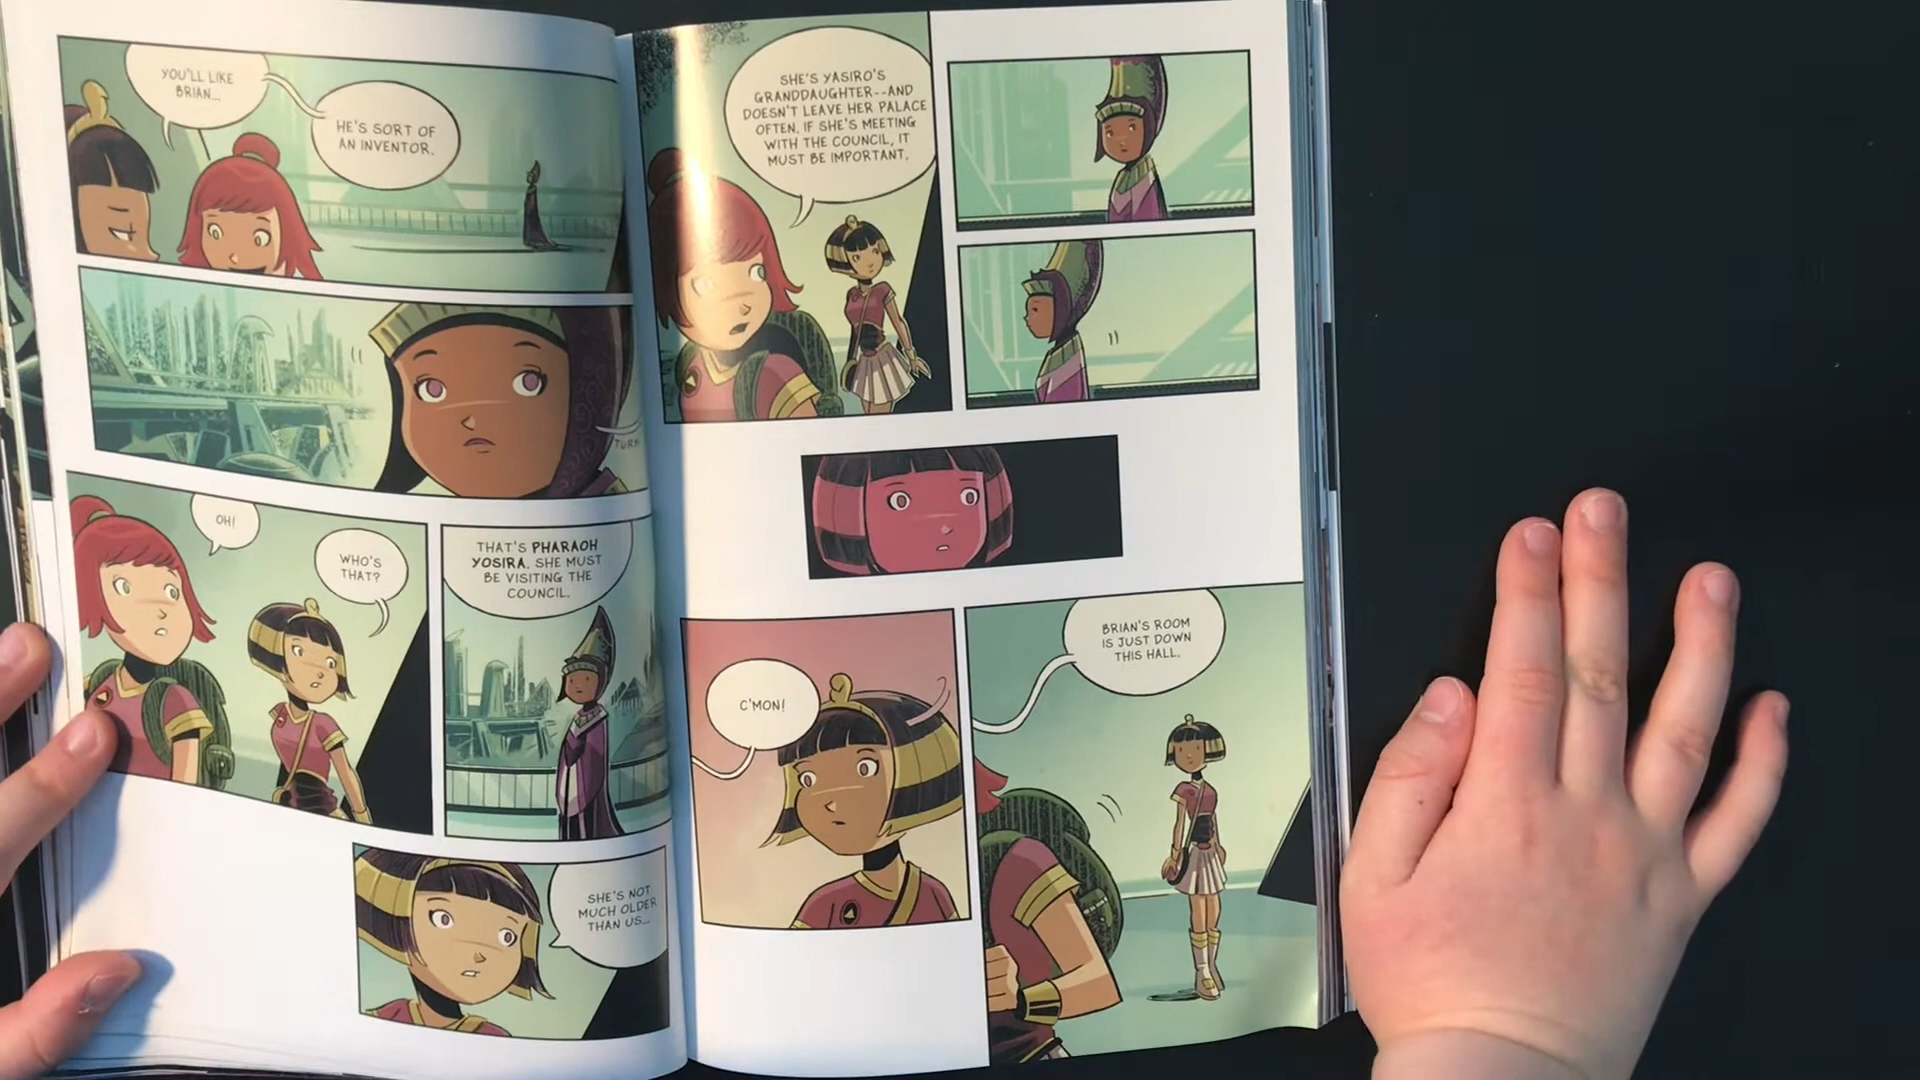 YOU'LL LIKE
BRIAN...
HE'S SORT OF
AN INVENTOR.
TURN
OH!
WHO'S
THAT?
THAT'S PHARAOH
YOSIRA. SHE MUST
BE VISITING THE
COUNCIL.
SHE'S NOT
MUCH OLDER
THAN US...
SHE'S YASIRO'S
GRANDDAUGHTER--AND
DOESN'T LEAVE HER PALACE
OFTEN. IF SHE'S MEETING
WITH THE COUNCIL, IT
MUST BE IMPORTANT.
C'MON!
BRIAN'S ROOM
IS JUST DOWN
THIS HALL.